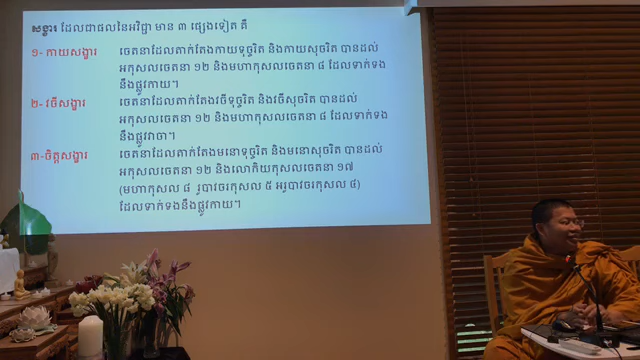 សង្ខារ ដែលជាផលនៃអវិជ្ជា មាន ៣ ផ្សេងទៀត គឺ
១- កាយសង្ខារ ចេតនាដែលតាក់តែងកាយទុច្ចរិត និងកាយសុចរិត បានដល់
អកុសលចេតនា ១២ និងមហាកុសលចេតនា ៨ ដែលទាក់ទង
នឹងផ្លូវកាយ។
២- វចីសង្ខារ ចេតនាដែលតាក់តែងវចីទុច្ចរិត និងវចីសុចរិត បានដល់
អកុសលចេតនា ១២ និងមហាកុសលចេតនា ៨ ដែលទាក់ទង
នឹងផ្លូវវាចា។
៣-ចិត្តសង្ខារ ចេតនាដែលតាក់តែងមនោទុច្ចរិត និងមនោសុចរិត បានដល់
អកុសលចេតនា ១២ និងលោកិយកុសលចេតនា ១៧
(មហាកុសល ៨ រូបាវចរកុសល ៥ អរូបាវចរកុសល ៤)
ដែលទាក់ទងនឹងផ្លូវកាយ។